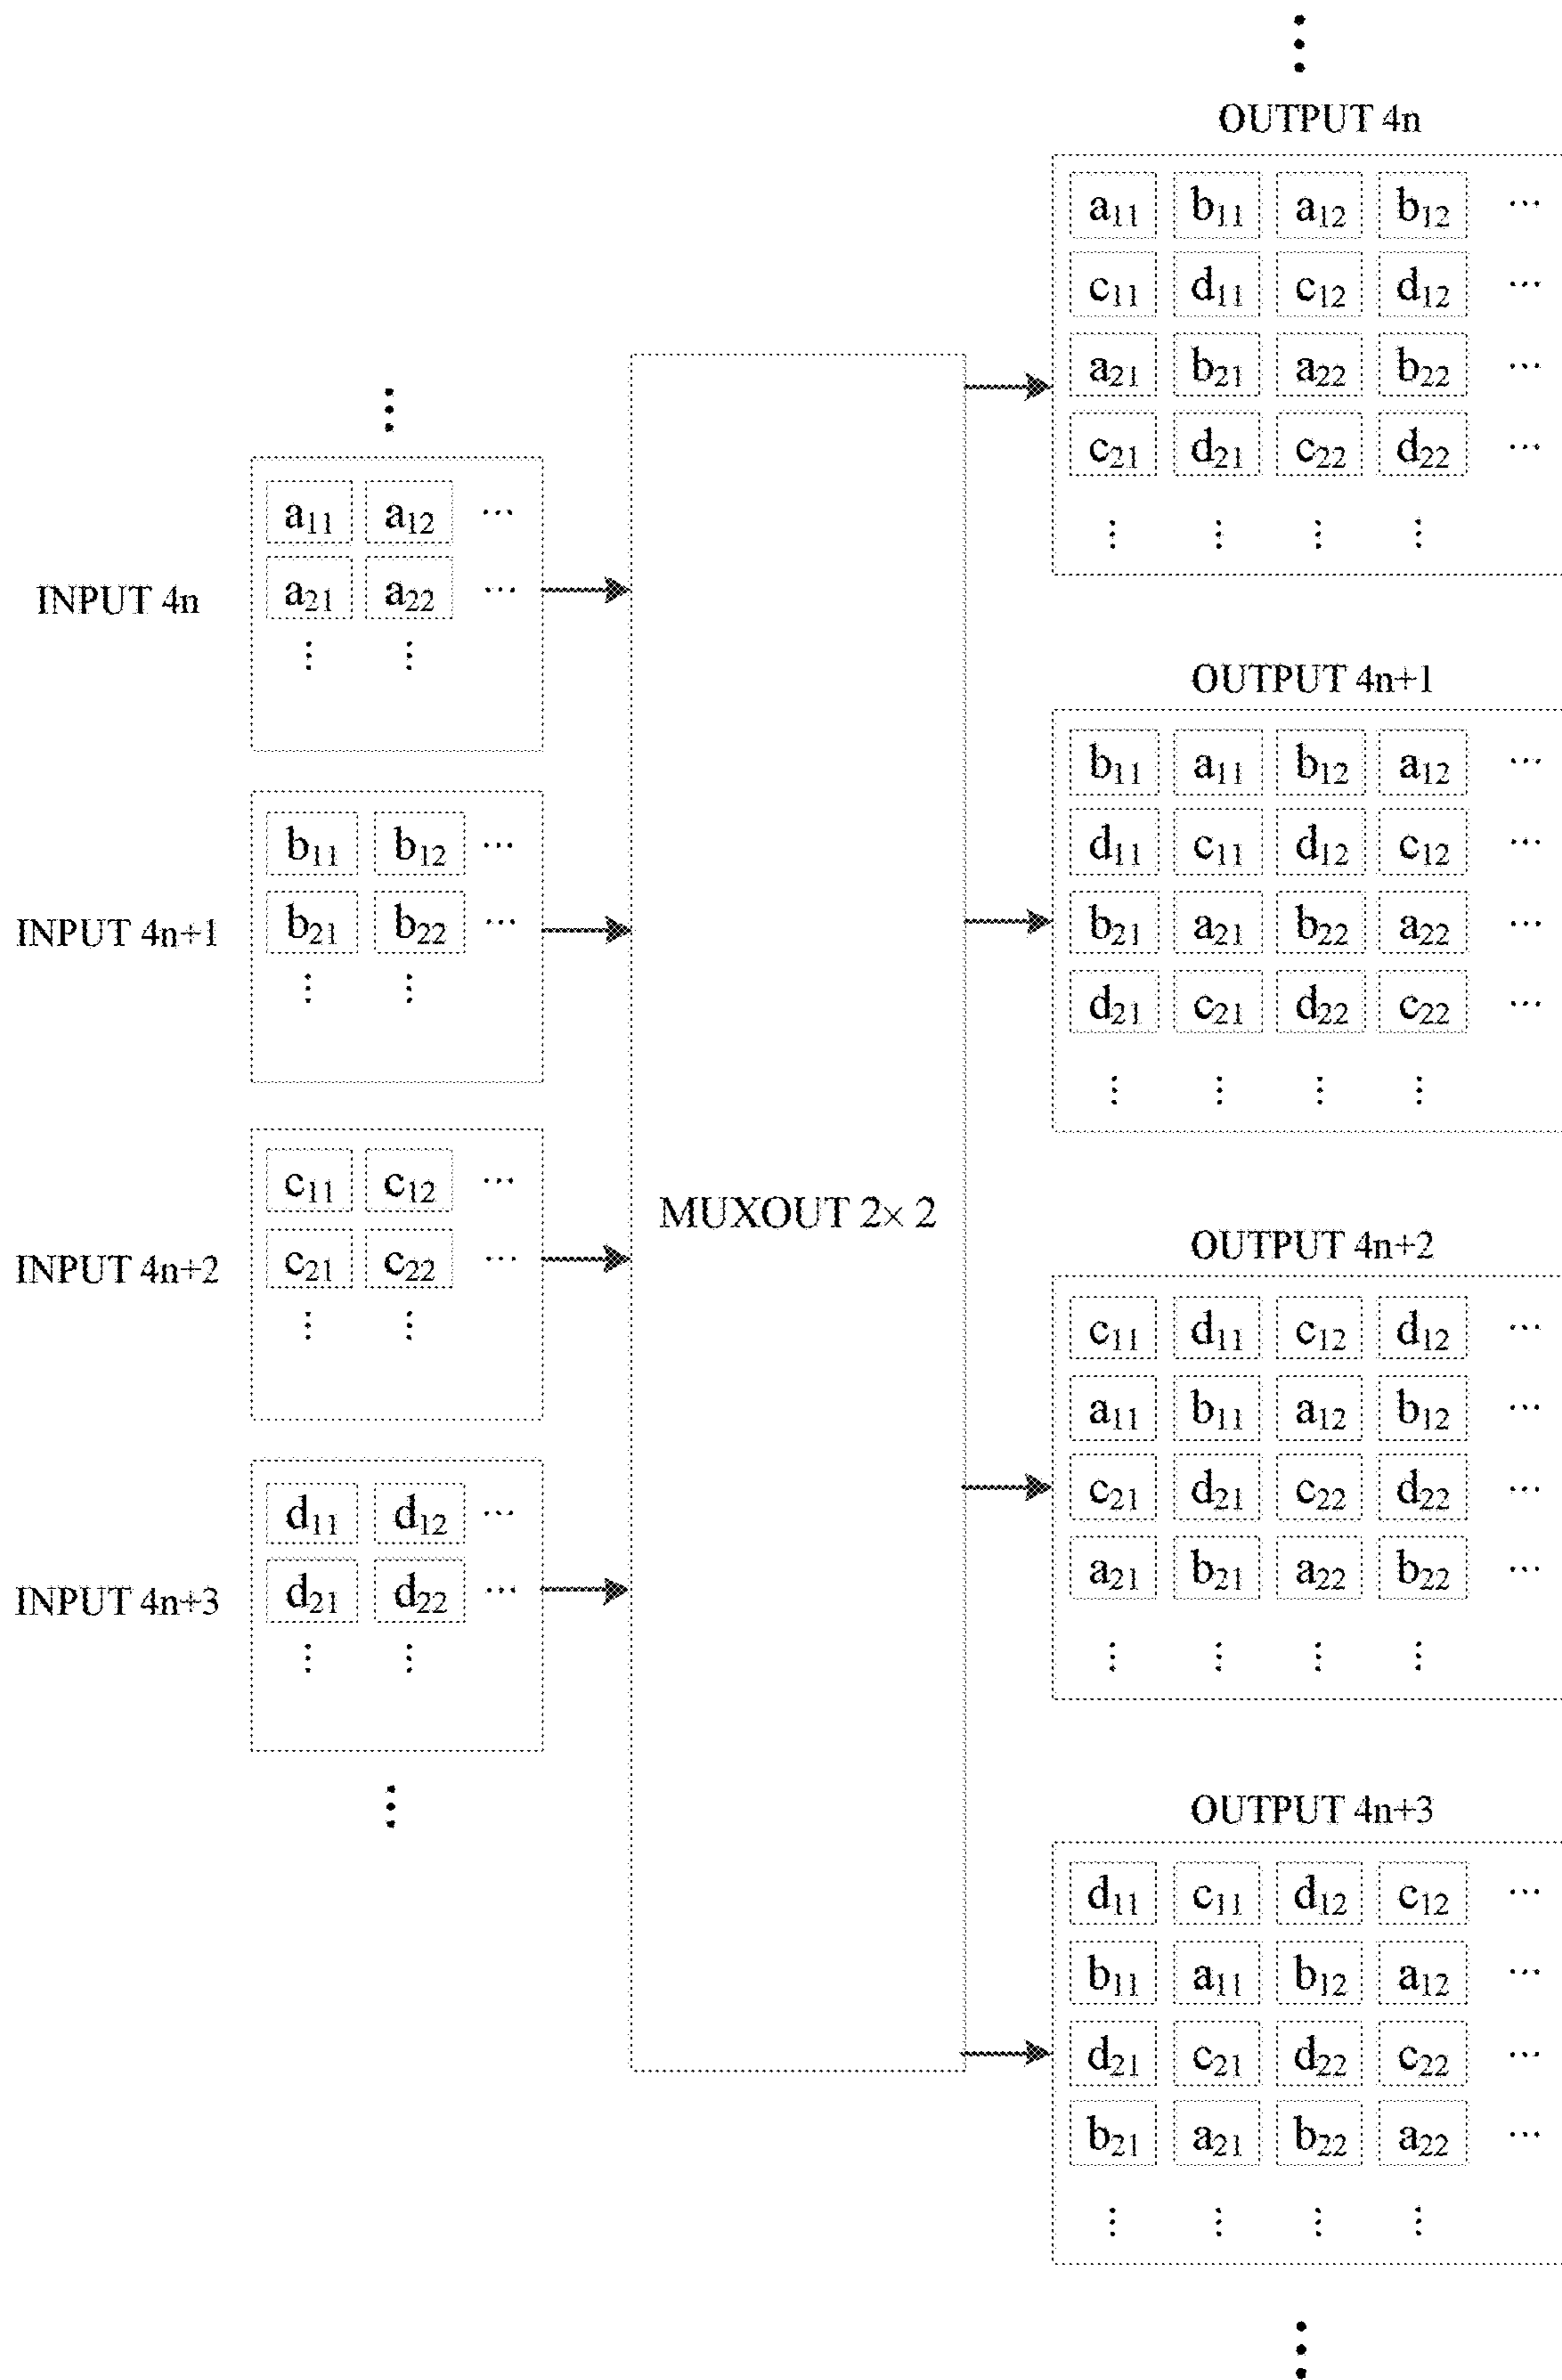 INPUT 4n
a₁₁ a₁₂ ...
a₂₁ a₂₂ ...
INPUT 4n+1
b₁₁ b₁₂ ...
b₂₁ b₂₂ ...
INPUT 4n+2
c₁₁ c₁₂ ...
c₂₁ c₂₂ ...
INPUT 4n+3
d₁₁ d₁₂ ...
d₂₁ d₂₂ ...
MUXOUT 2× 2
OUTPUT 4n
a₁₁ b₁₁ a₁₂ b₁₂ ...
c₁₁ d₁₁ c₁₂ d₁₂ ...
a₂₁ b₂₁ a₂₂ b₂₂ ...
c₂₁ d₂₁ c₂₂ d₂₂ ...
OUTPUT 4n+1
b₁₁ a₁₁ b₁₂ a₁₂ ...
d₁₁ c₁₁ d₁₂ c₁₂ ...
b₂₁ a₂₁ b₂₂ a₂₂ ...
d₂₁ c₂₁ d₂₂ c₂₂ ...
OUTPUT 4n+2
c₁₁ d₁₁ c₁₂ d₁₂ ...
a₁₁ b₁₁ a₁₂ b₁₂ ...
c₂₁ d₂₁ c₂₂ d₂₂ ...
a₂₁ b₂₁ a₂₂ b₂₂ ...
OUTPUT 4n+3
d₁₁ c₁₁ d₁₂ c₁₂ ...
b₁₁ a₁₁ b₁₂ a₁₂ ...
d₂₁ c₂₁ d₂₂ c₂₂ ...
b₂₁ a₂₁ b₂₂ a₂₂ ...